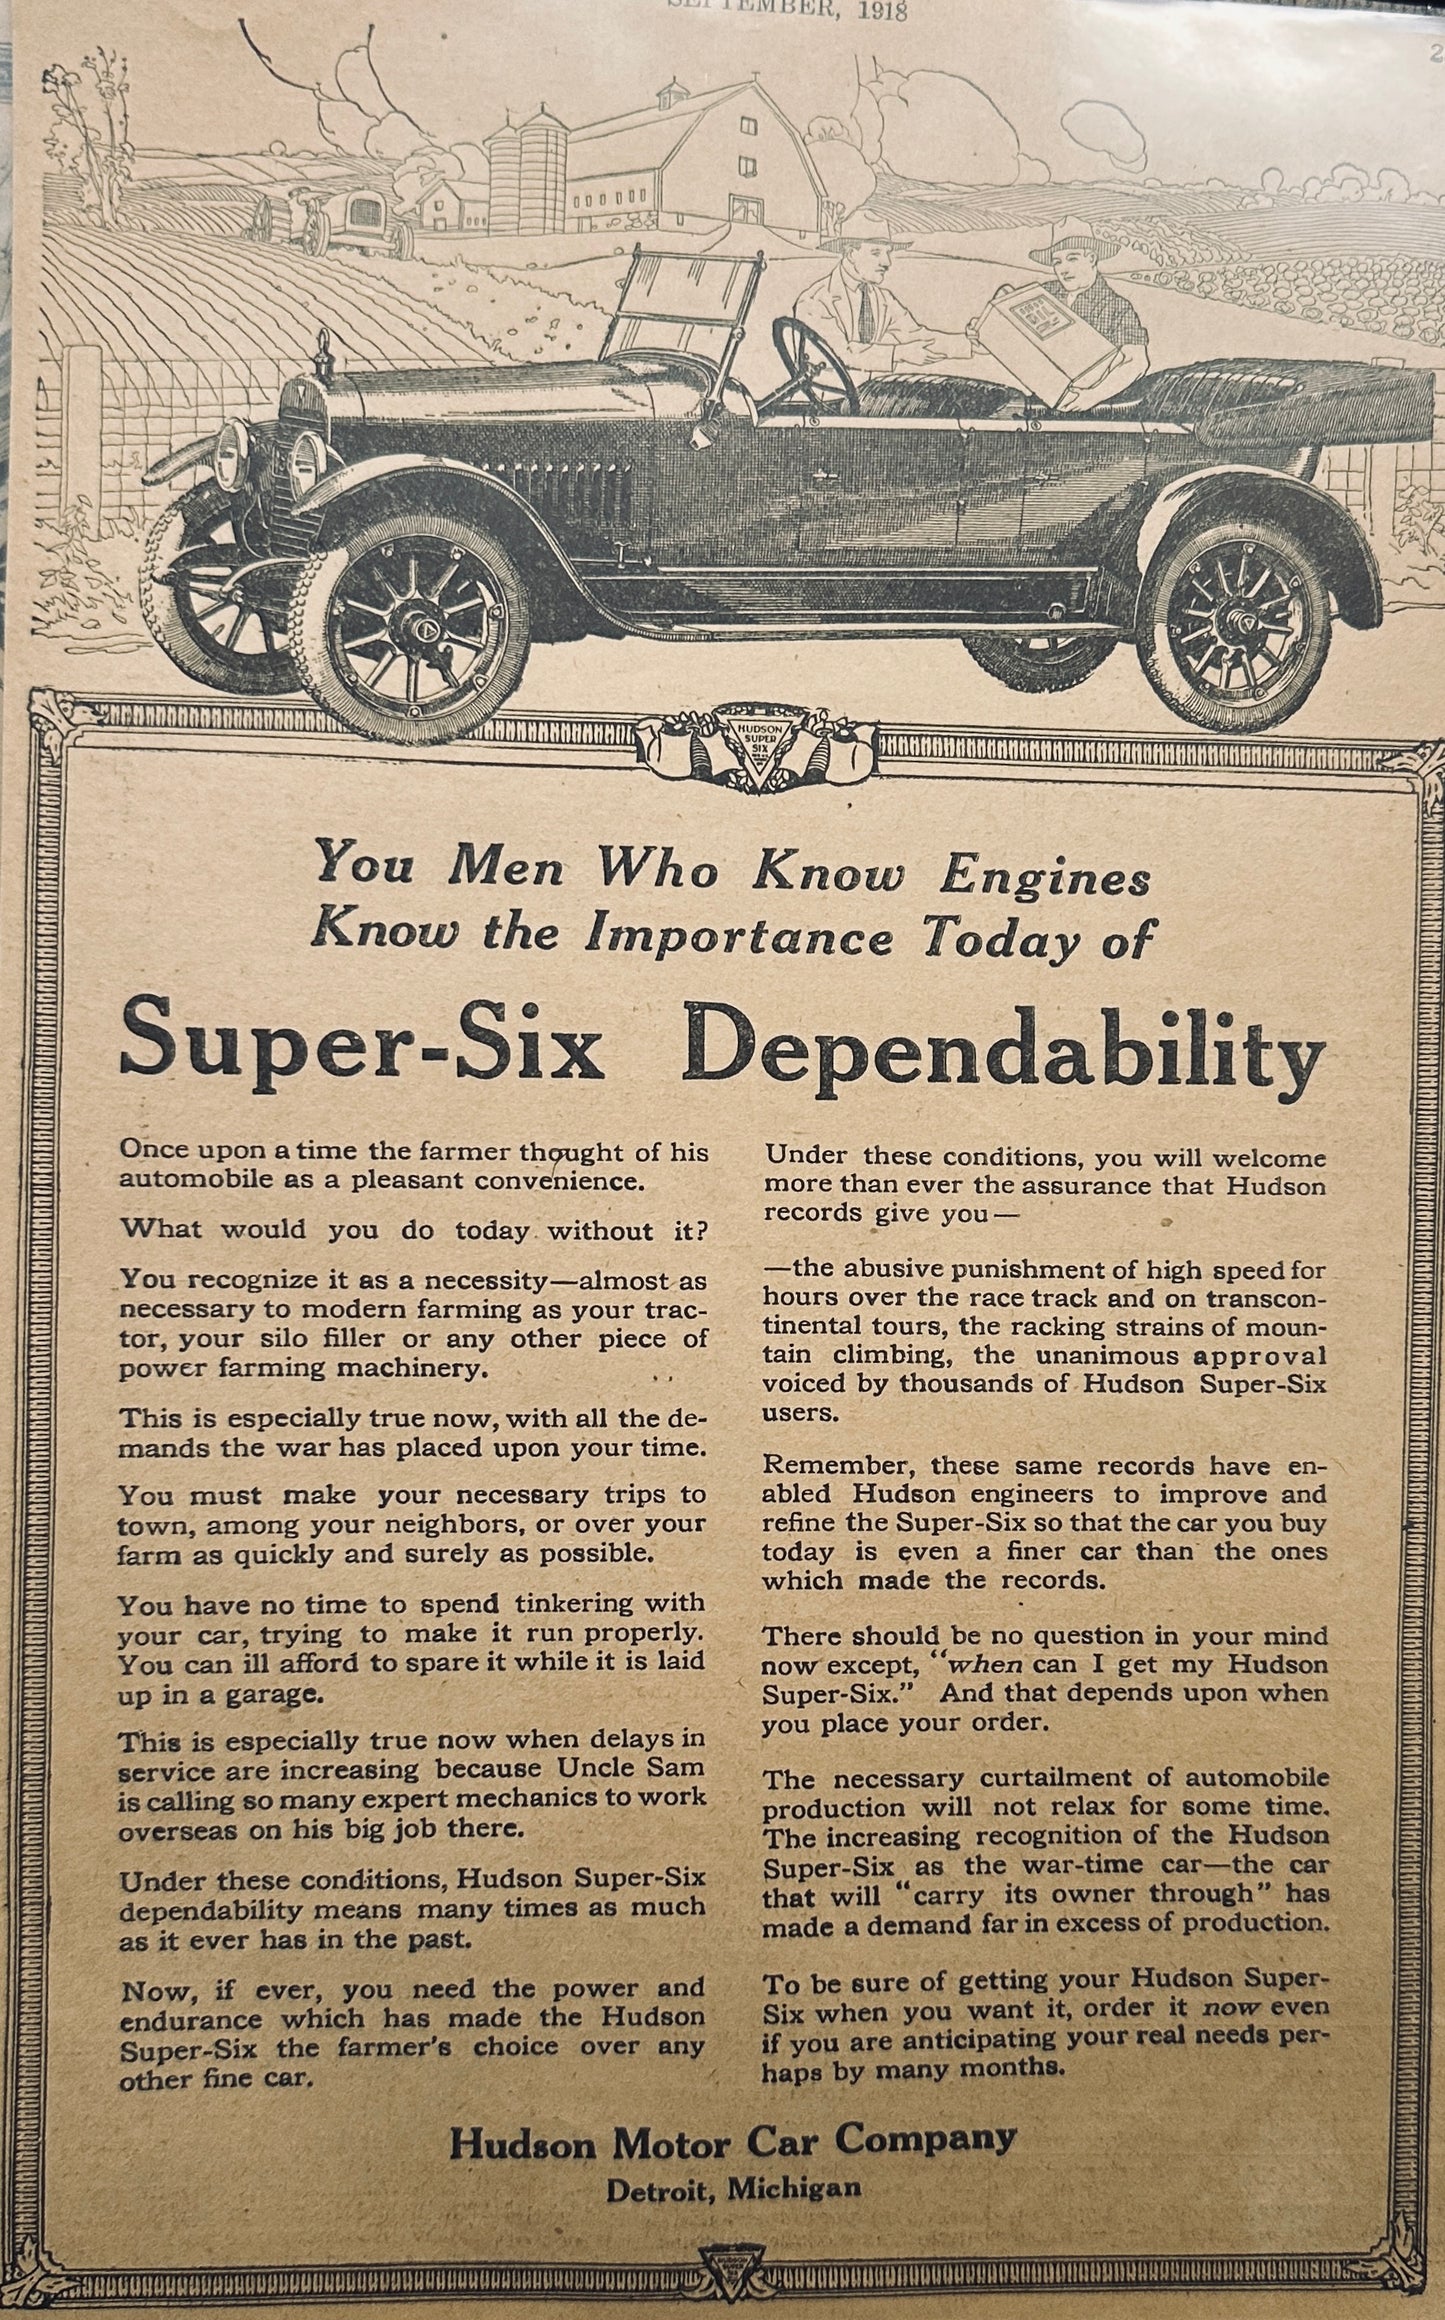 SEPTEMBER, 1918
2
HUDSON
SUPER
SIX
You Men Who Know Engines
Know the Importance Today of
Super-Six Dependability
Once upon a time the farmer thought of his
automobile as a pleasant convenience.
What would you do today without it?
You recognize it as a necessity—almost as
necessary to modern farming as your trac-
tor, your silo filler or any other piece of
power farming machinery.
This is especially true now, with all the de-
mands the war has placed upon your time.
You must make your necessary trips to
town, among your neighbors, or over your
farm as quickly and surely as possible.
You have no time to spend tinkering with
your car, trying to make it run properly.
You can ill afford to spare it while it is laid
up in a garage.
This is especially true now when delays in
service are increasing because Uncle Sam
is calling so many expert mechanics to work
overseas on his big job there.
Under these conditions, Hudson Super-Six
dependability means many times as much
as it ever has in the past.
Now, if ever, you need the power and
endurance which has made the Hudson
Super-Six the farmer's choice over any
other fine car.
Under these conditions, you will welcome
more than ever the assurance that Hudson
records give you—
—the abusive punishment of high speed for
hours over the race track and on transcon-
tinental tours, the racking strains of moun-
tain climbing, the unanimous approval
voiced by thousands of Hudson Super-Six
users.
Remember, these same records have en-
abled Hudson engineers to improve and
refine the Super-Six so that the car you buy
today is even a finer car than the ones
which made the records.
There should be no question in your mind
now except, "when can I get my Hudson
Super-Six." And that depends upon when
you place your order.
The necessary curtailment of automobile
production will not relax for some time.
The increasing recognition of the Hudson
Super-Six as the war-time car—the car
that will "carry its owner through" has
made a demand far in excess of production.
To be sure of getting your Hudson Super-
Six when you want it, order it now even
if you are anticipating your real needs per-
haps by many months.
Hudson Motor Car Company
Detroit, Michigan